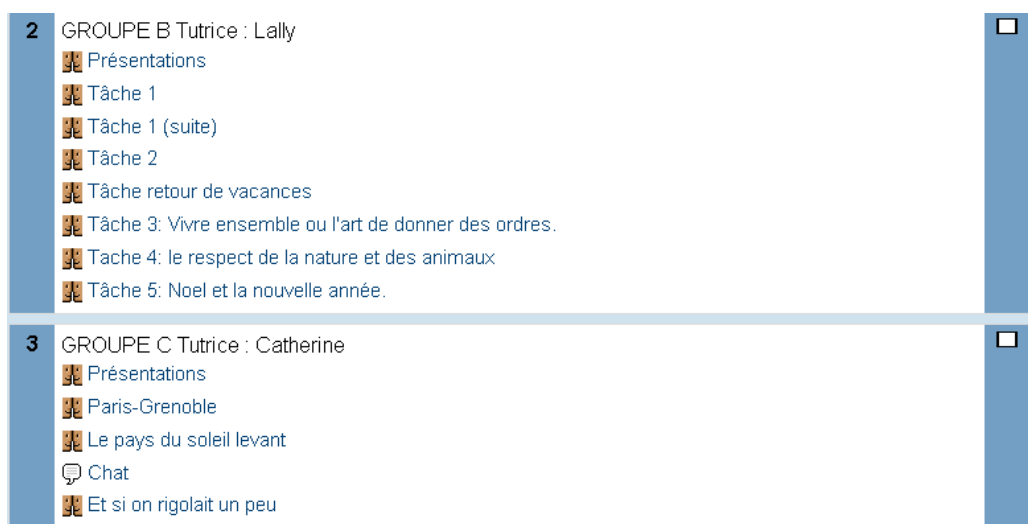 2 GROUPE B Tutrice : Lally
Présentations
Tâche 1
Tâche 1 (suite)
Tâche 2
Tâche retour de vacances
Tâche 3: Vivre ensemble ou l'art de donner des ordres.
Tache 4: le respect de la nature et des animaux
Tâche 5: Noel et la nouvelle année.
3 GROUPE C Tutrice : Catherine
Présentations
Paris-Grenoble
Le pays du soleil levant
Chat
Et si on rigolait un peu